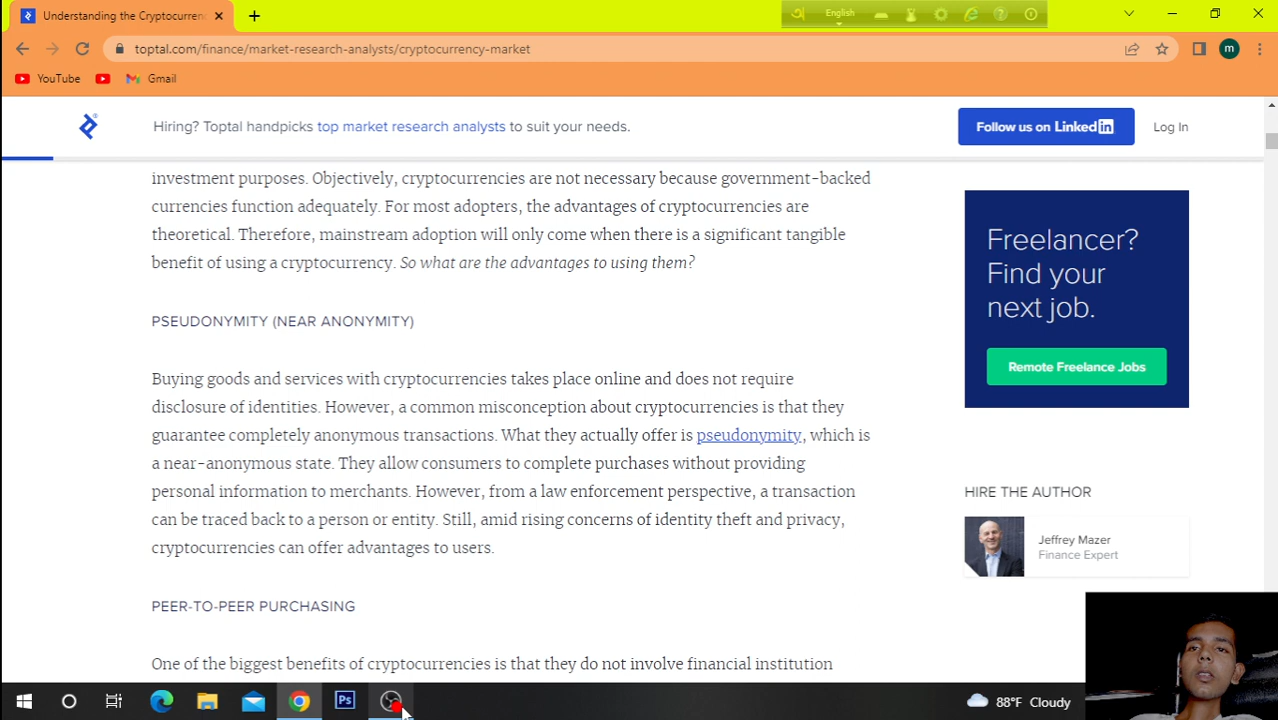 Understanding the Cryptocurrenc
English
toptal.com/finance/market-research-analysts/cryptocurrency-market
m
YouTube
Gmail
Hiring? Toptal handpicks top market research analysts to suit your needs.
Follow us on Linked in
Log In
investment purposes. Objectively, cryptocurrencies are not necessary because government-backed
currencies function adequately. For most adopters, the advantages of cryptocurrencies are
theoretical. Therefore, mainstream adoption will only come when there is a significant tangible
benefit of using a cryptocurrency. So what are the advantages to using them?
PSEUDONYMITY (NEAR ANONYMITY)
Buying goods and services with cryptocurrencies takes place online and does not require
disclosure of identities. However, a common misconception about cryptocurrencies is that they
guarantee completely anonymous transactions. What they actually offer is pseudonymity, which is
a near-anonymous state. They allow consumers to complete purchases without providing
personal information to merchants. However, from a law enforcement perspective, a transaction
can be traced back to a person or entity. Still, amid rising concerns of identity theft and privacy,
cryptocurrencies can offer advantages to users.
PEER-TO-PEER PURCHASING
One of the biggest benefits of cryptocurrencies is that they do not involve financial institution
Freelancer?
Find your
next job.
Remote Freelance Jobs
HIRE THE AUTHOR
Jeffrey Mazer
Finance Expert
Ps
88°F Cloudy